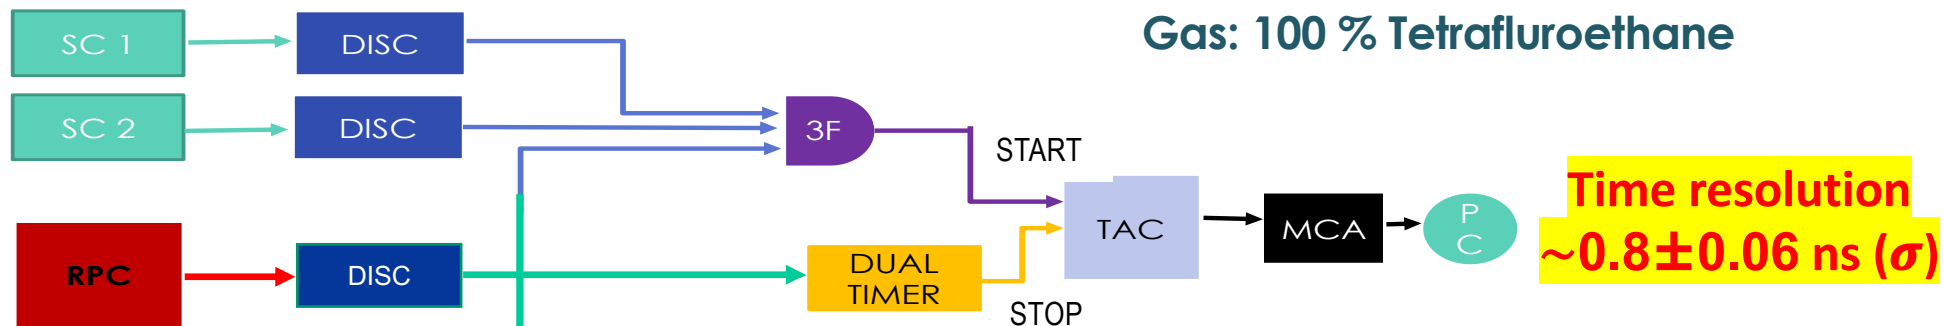 SC 1
DISC
Gas: 100 % Tetrafluroethane
SC 2
DISC
3F
START
RPC
DISC
DUAL
TIMER
STOP
TAC
MCA
P
C
Time resolution
~0.8±0.06 ns (σ)